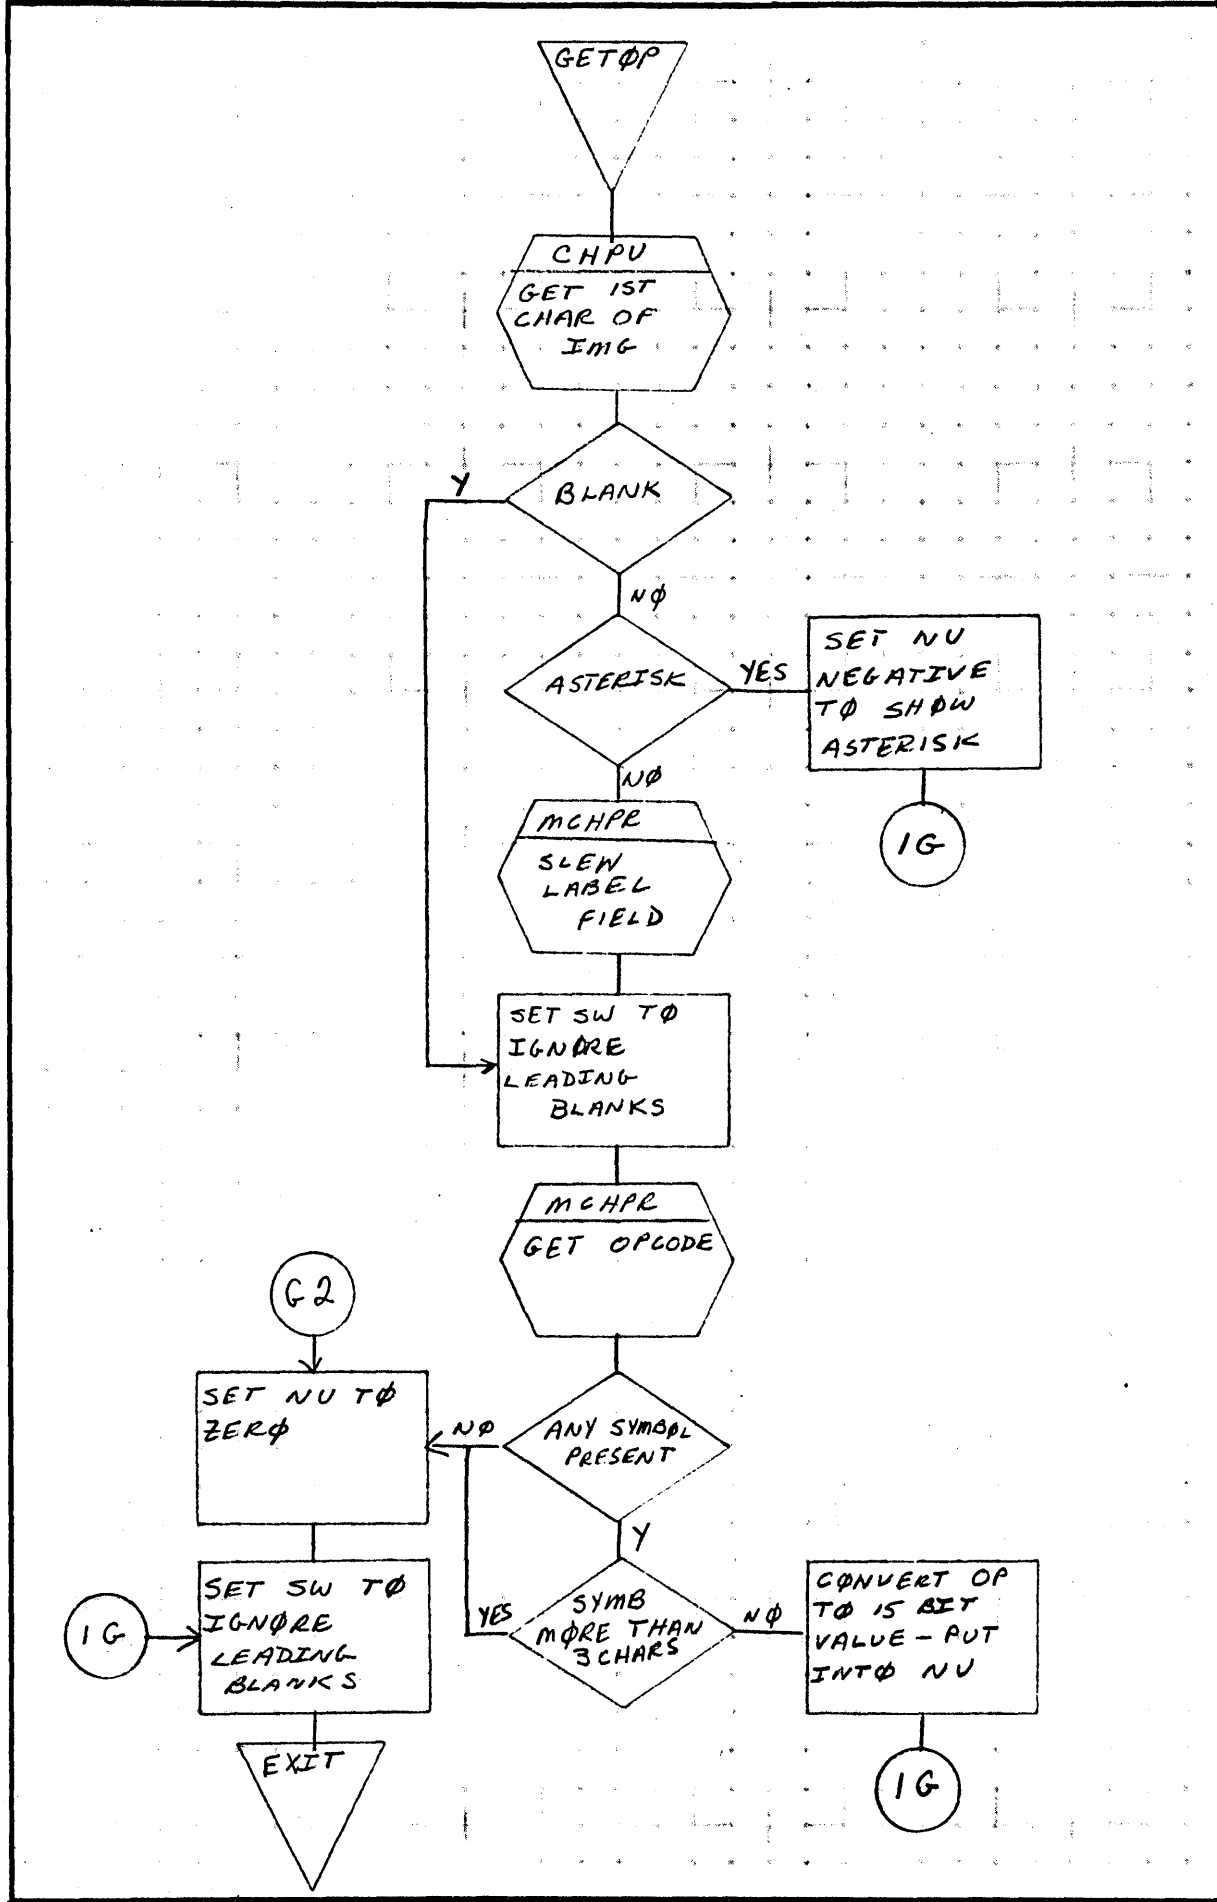 GETØP
CHPU
GET 1ST
CHAR OF
IMG
BLANK
Y
NØ
ASTERISK
YES
SET NU
NEGATIVE
TØ SHØW
ASTERISK
1G
NØ
MCHPR
SLEW
LABEL
FIELD
SET SW TØ
IGNØRE
LEADING
BLANKS
MCHPR
GET OPCODE
G2
SET NU TØ
ZERØ
NØ
ANY SYMBØL
PRESENT
Y
SYMB
MØRE THAN
3 CHARS
YES
NØ
CØNVERT OP
TØ 15 BIT
VALUE - PUT
INTØ NU
1G
1G
SET SW TØ
IGNØRE
LEADING
BLANKS
EXIT